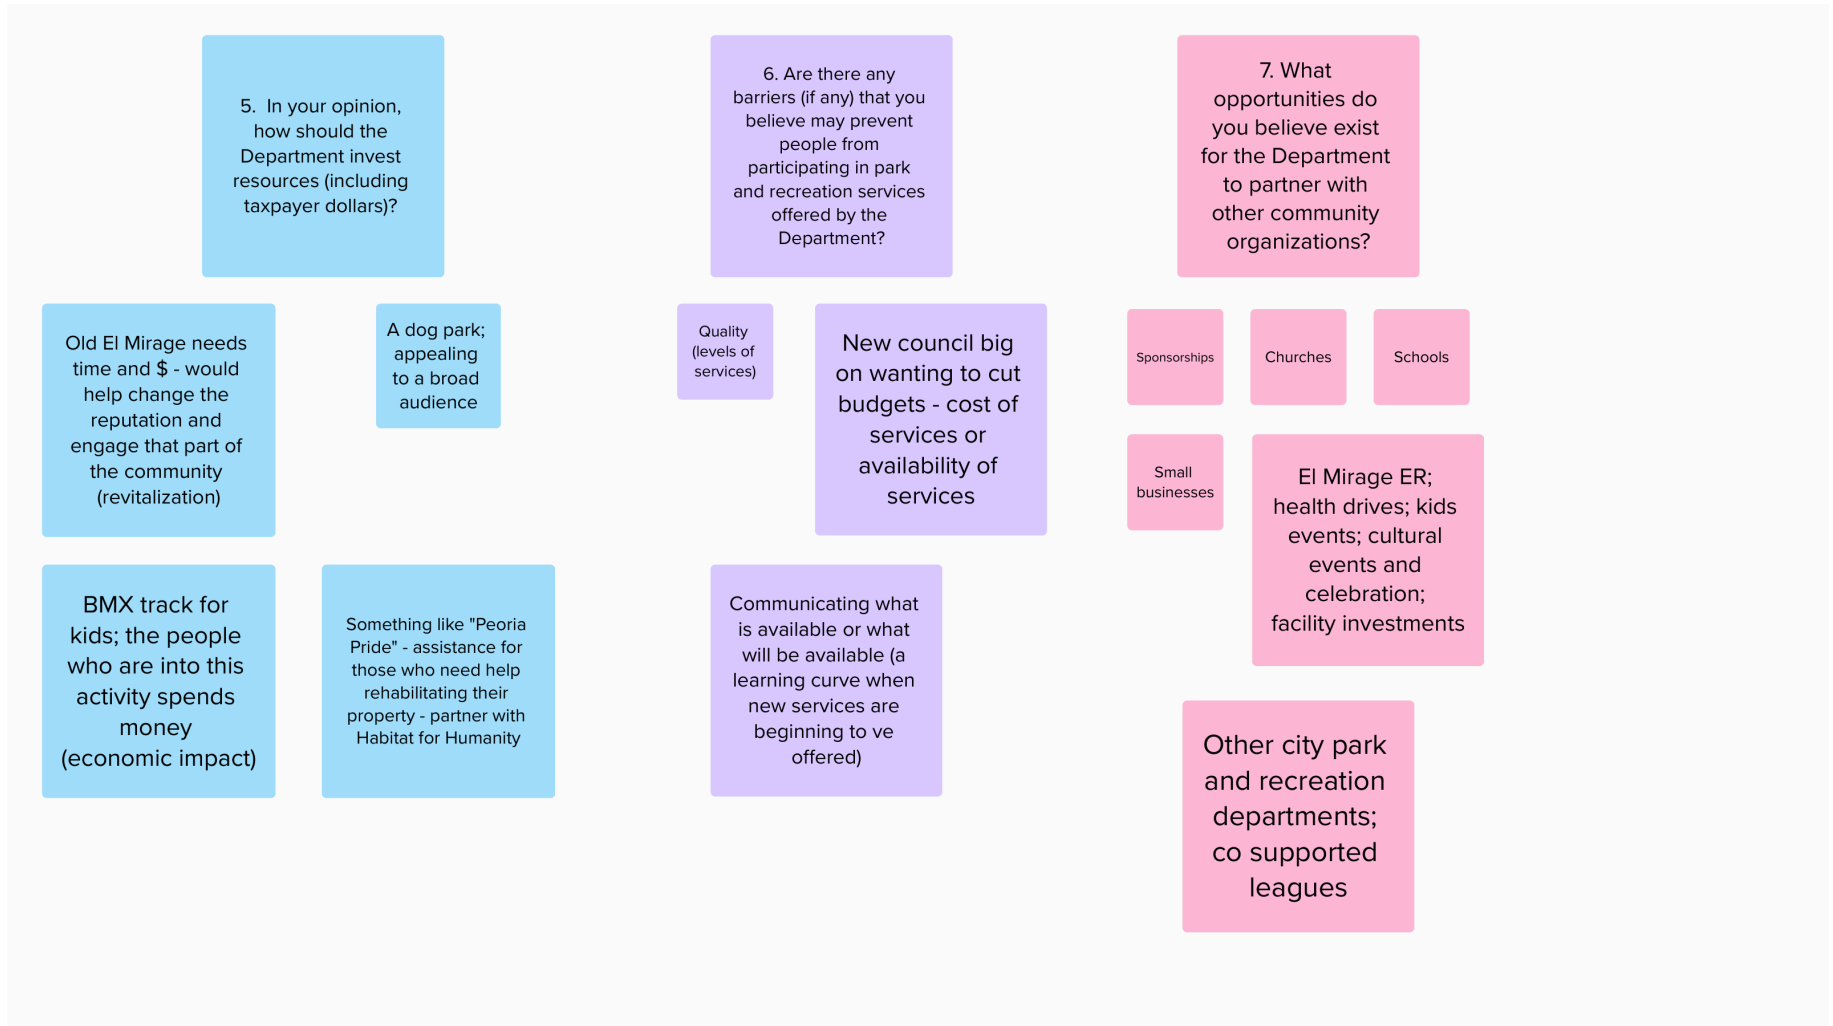 5.  In your opinion,
how should the
Department invest
resources (including
taxpayer dollars)?
Old El Mirage needs
time and $ - would
help change the
reputation and
engage that part of
the community
(revitalization)
A dog park;
appealing
to a broad
audience
BMX track for
kids; the people
who are into this
activity spends
money
(economic impact)
Something like "Peoria
Pride" - assistance for
those who need help
rehabilitating their
property - partner with
Habitat for Humanity
6. Are there any
barriers (if any) that you
believe may prevent
people from
participating in park
and recreation services
offered by the
Department?
Quality
(levels of
services)
New council big
on wanting to cut
budgets - cost of
services or
availability of
services
Communicating what
is available or what
will be available (a
learning curve when
new services are
beginning to ve
offered)
7. What
opportunities do
you believe exist
for the Department
to partner with
other community
organizations?
Sponsorships
Churches
Schools
Small
businesses
El Mirage ER;
health drives; kids
events; cultural
events and
celebration;
facility investments
Other city park
and recreation
departments;
co supported
leagues